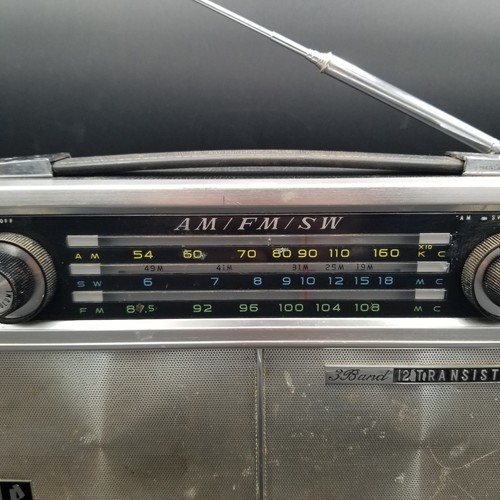 AM/FM/SW
AM 54 60 70 80 90 110 160 X10 KC
49M 41M 31M 25M 19M
SW 6 7 8 9 10 12 15 18 MC
FM 87.5 92 96 100 104 108 MC
3Band 12 TRANSIST